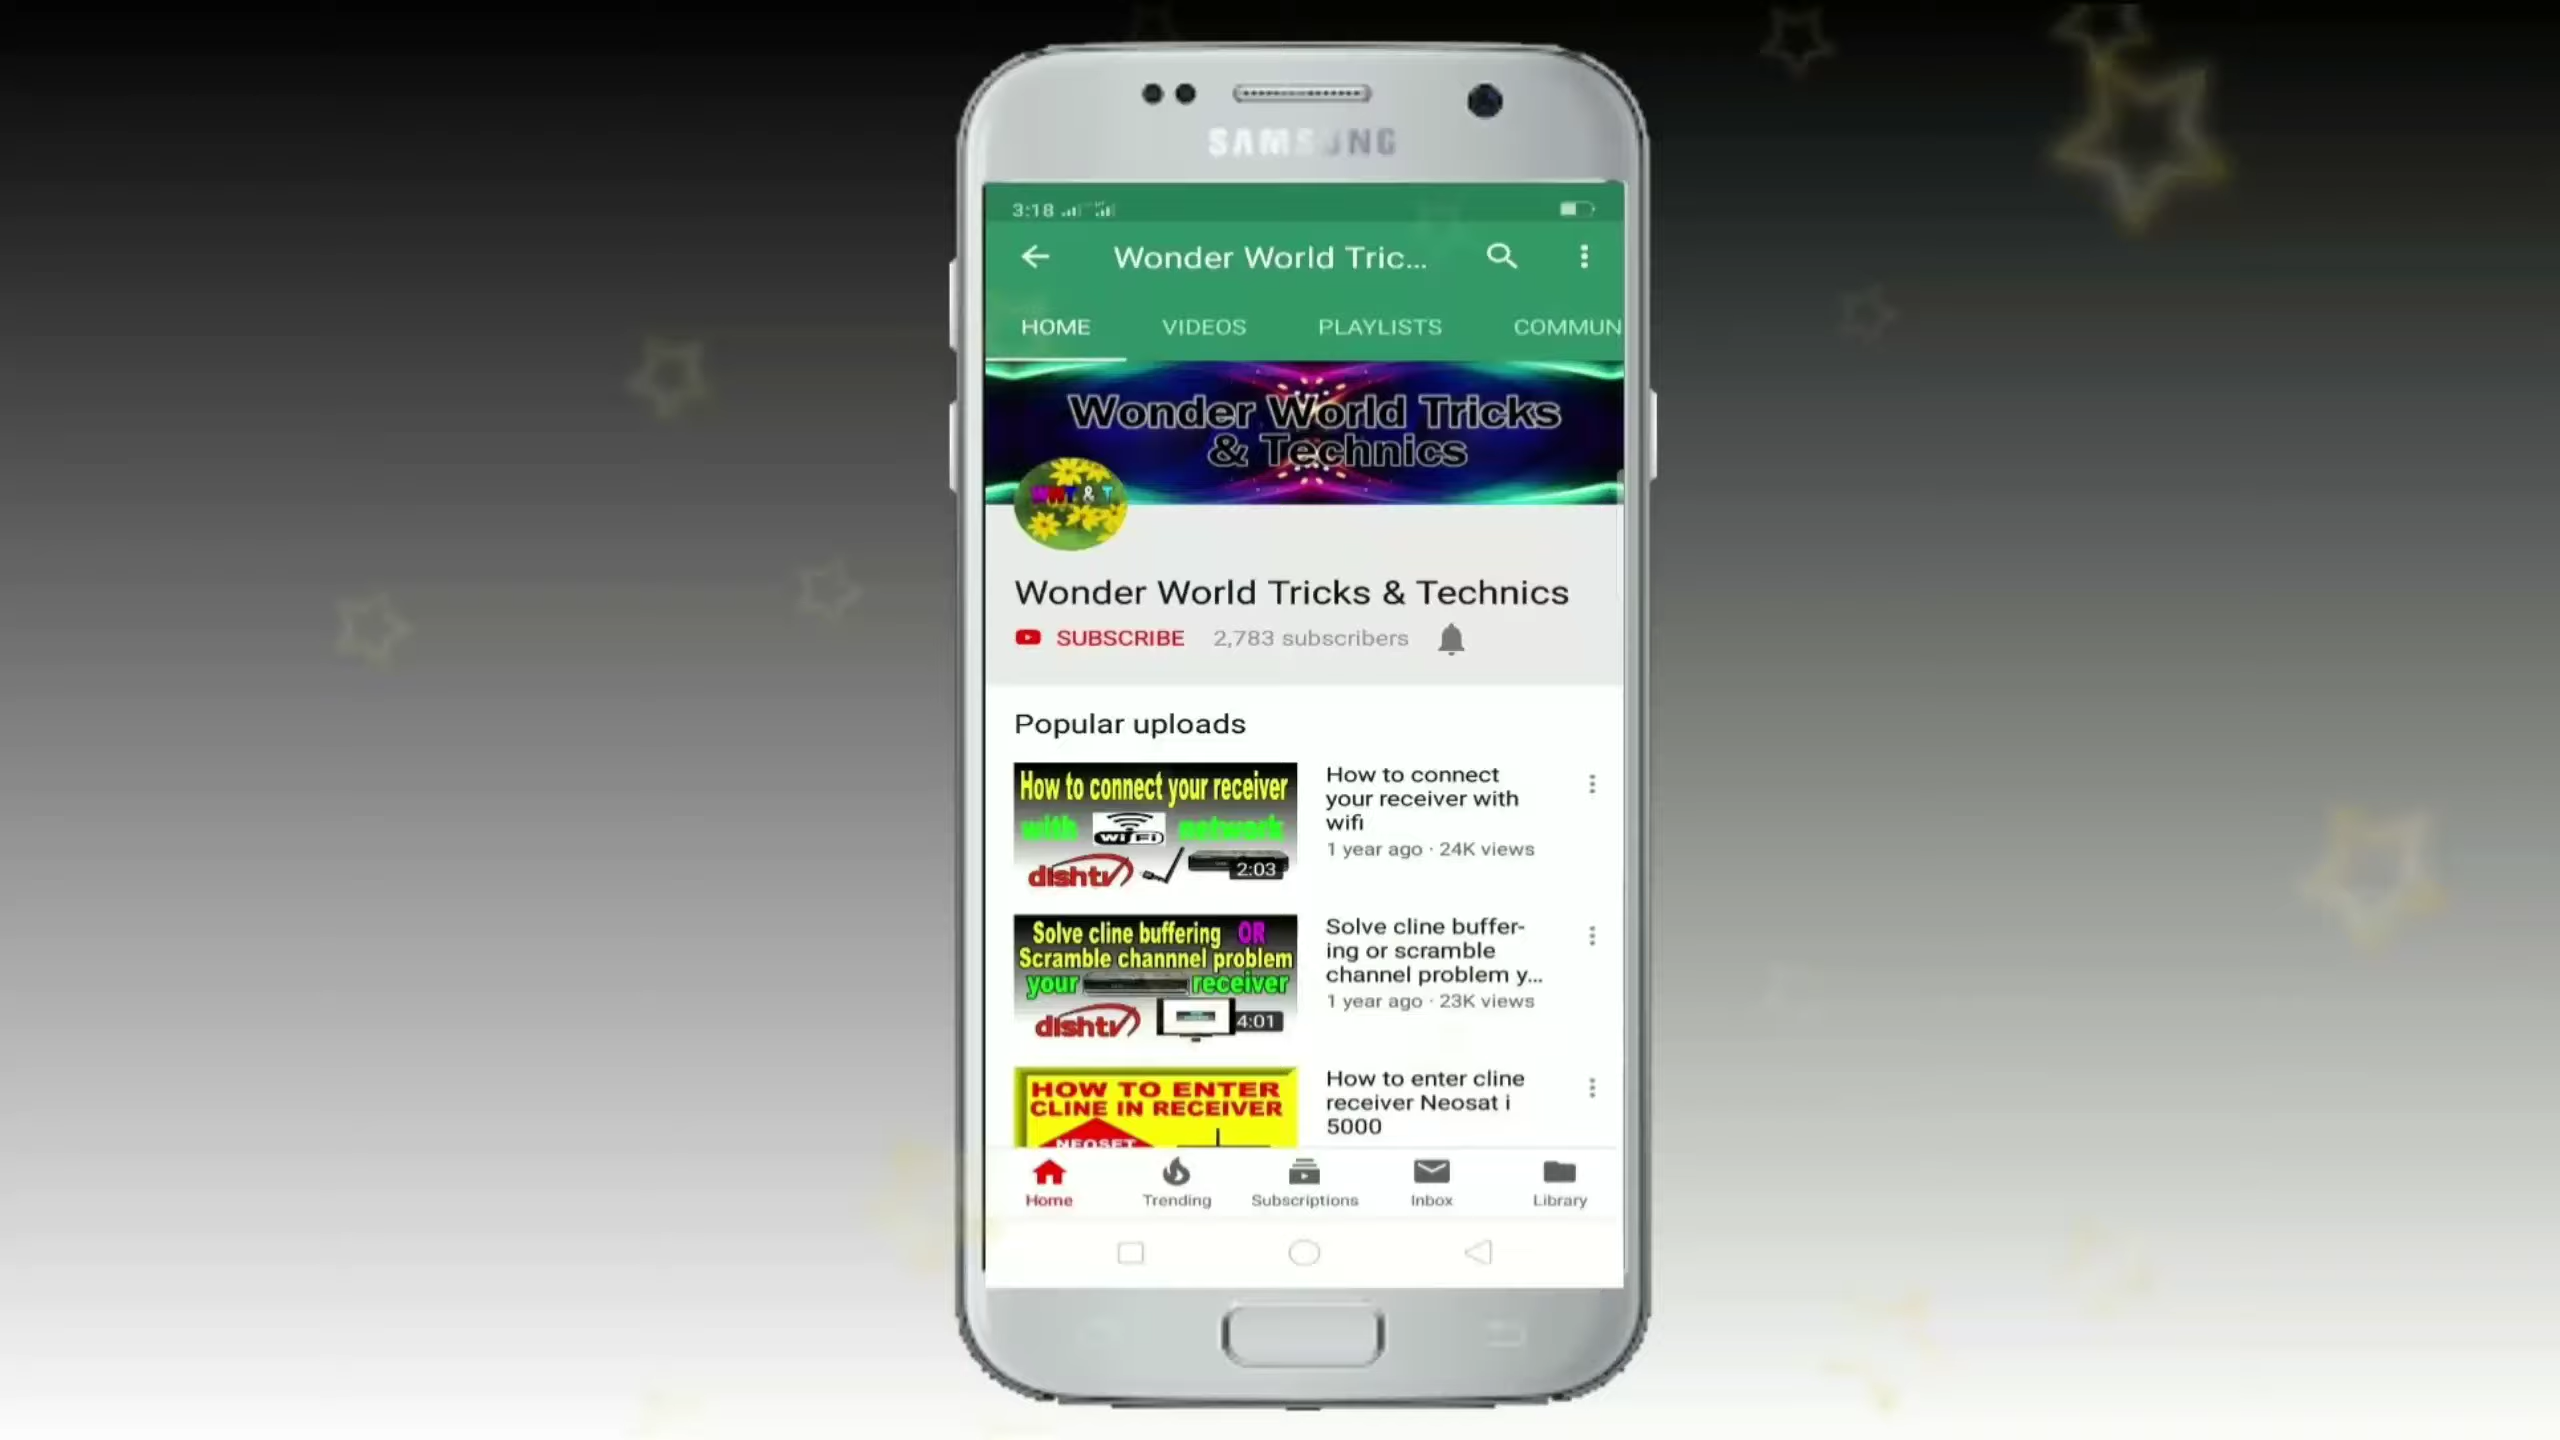 SAMSUNG
3:18
Wonder World Tric...
HOME VIDEOS PLAYLISTS COMMUN
Wonder World Tricks
& Technics
WWT & T
Wonder World Tricks & Technics
SUBSCRIBE 2,783 subscribers
Popular uploads
How to connect your receiver
with WiFi network
dishtv 2:03
How to connect
your receiver with
wifi
1 year ago · 24K views
Solve cline buffering OR
Scramble channnel problem
your receiver
dishtv 4:01
Solve cline buffer-
ing or scramble
channel problem y...
1 year ago · 23K views
HOW TO ENTER
CLINE IN RECEIVER
NEOSET
How to enter cline
receiver Neosat i
5000
Home Trending Subscriptions Inbox Library